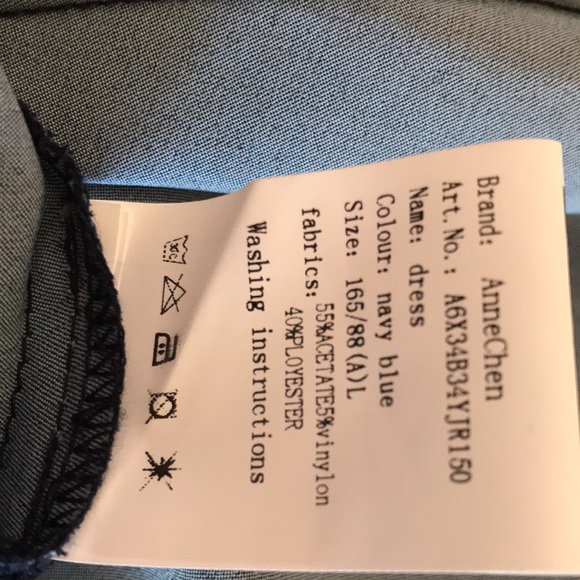 Brand: AnneChen
Art.No.: A6X34B34YJR150
Name: dress
Colour: navy blue
Size: 165/88(A)L
fabrics: 55%ACETATE5%vinylon
40%PLOYESTER
Washing instructions